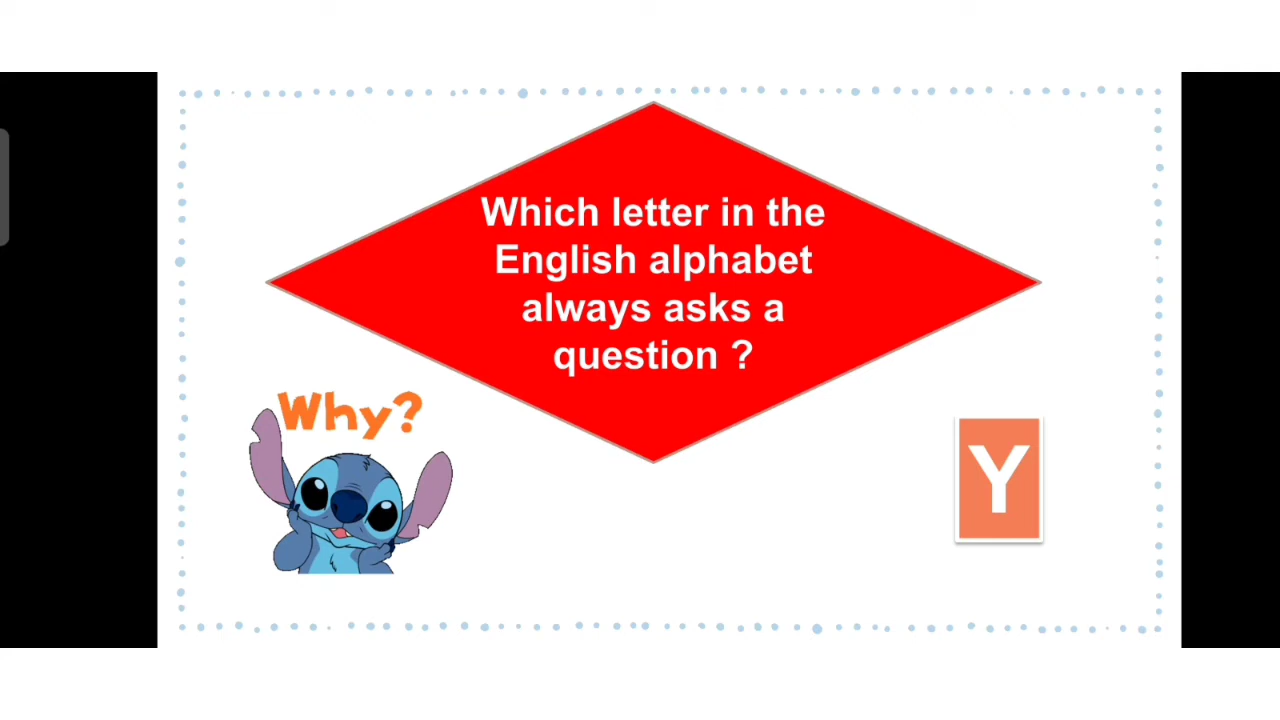 Which letter in the
English alphabet
always asks a
question ?
Why?
Y